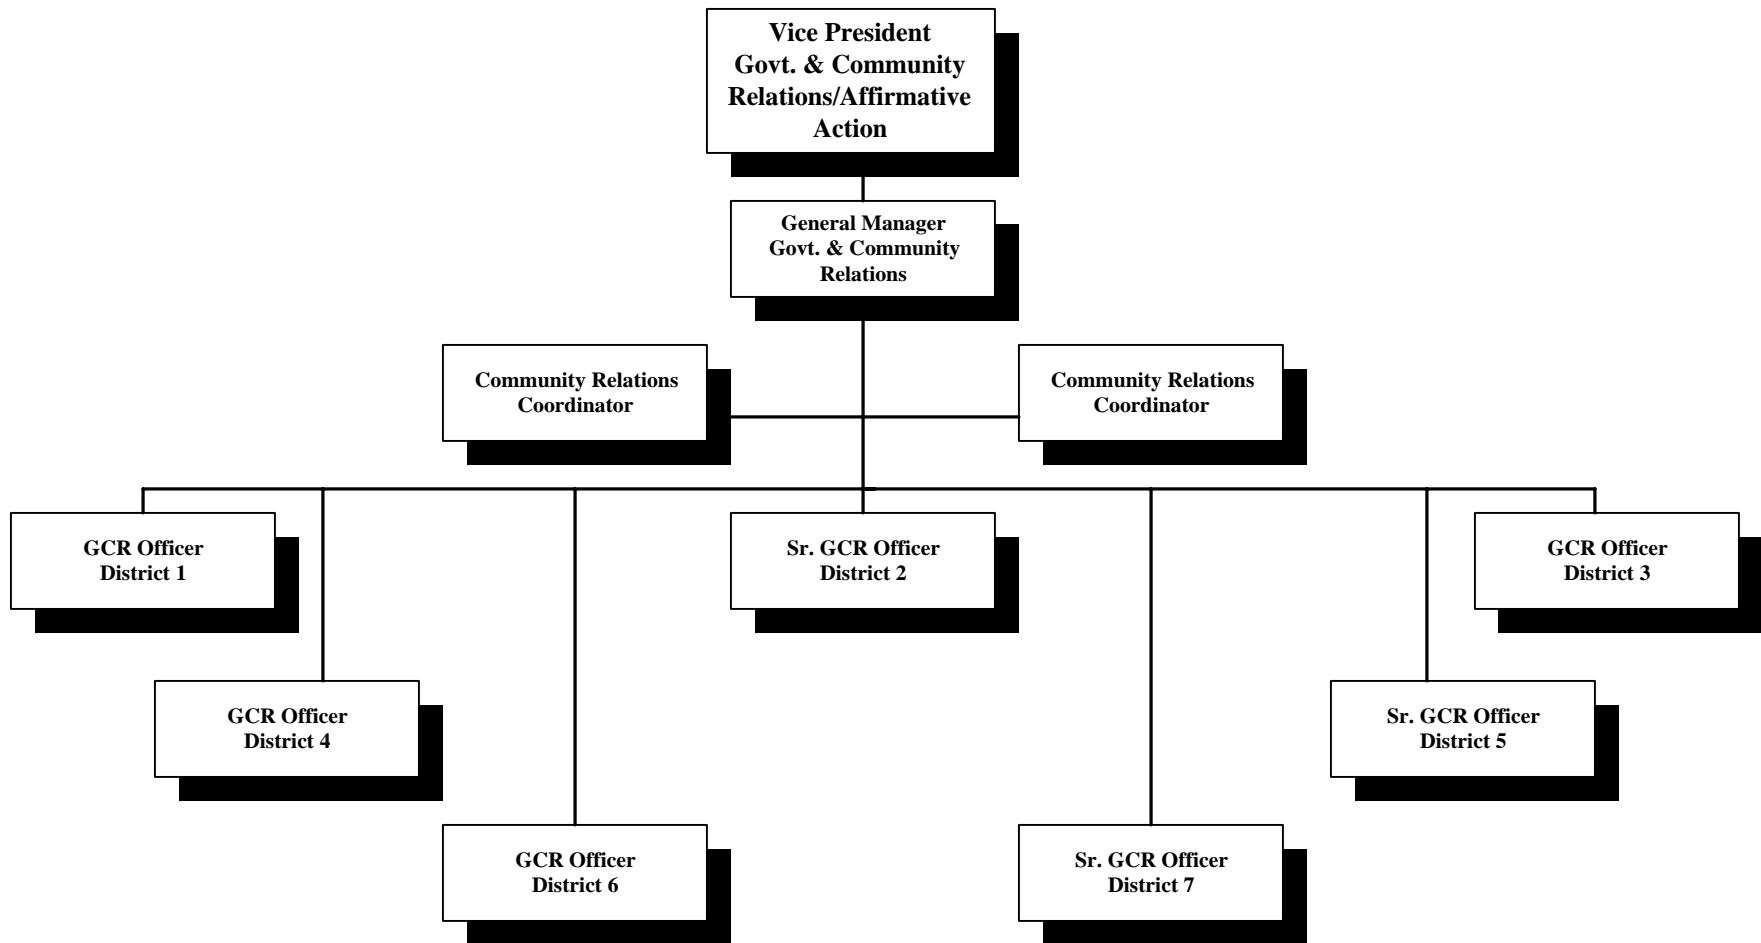 Vice President
Govt. & Community
Relations/Affirmative
Action
General Manager
Govt. & Community
Relations
Community Relations
Coordinator
Community Relations
Coordinator
GCR Officer
District 1
Sr. GCR Officer
District 2
GCR Officer
District 3
GCR Officer
District 4
Sr. GCR Officer
District 5
GCR Officer
District 6
Sr. GCR Officer
District 7